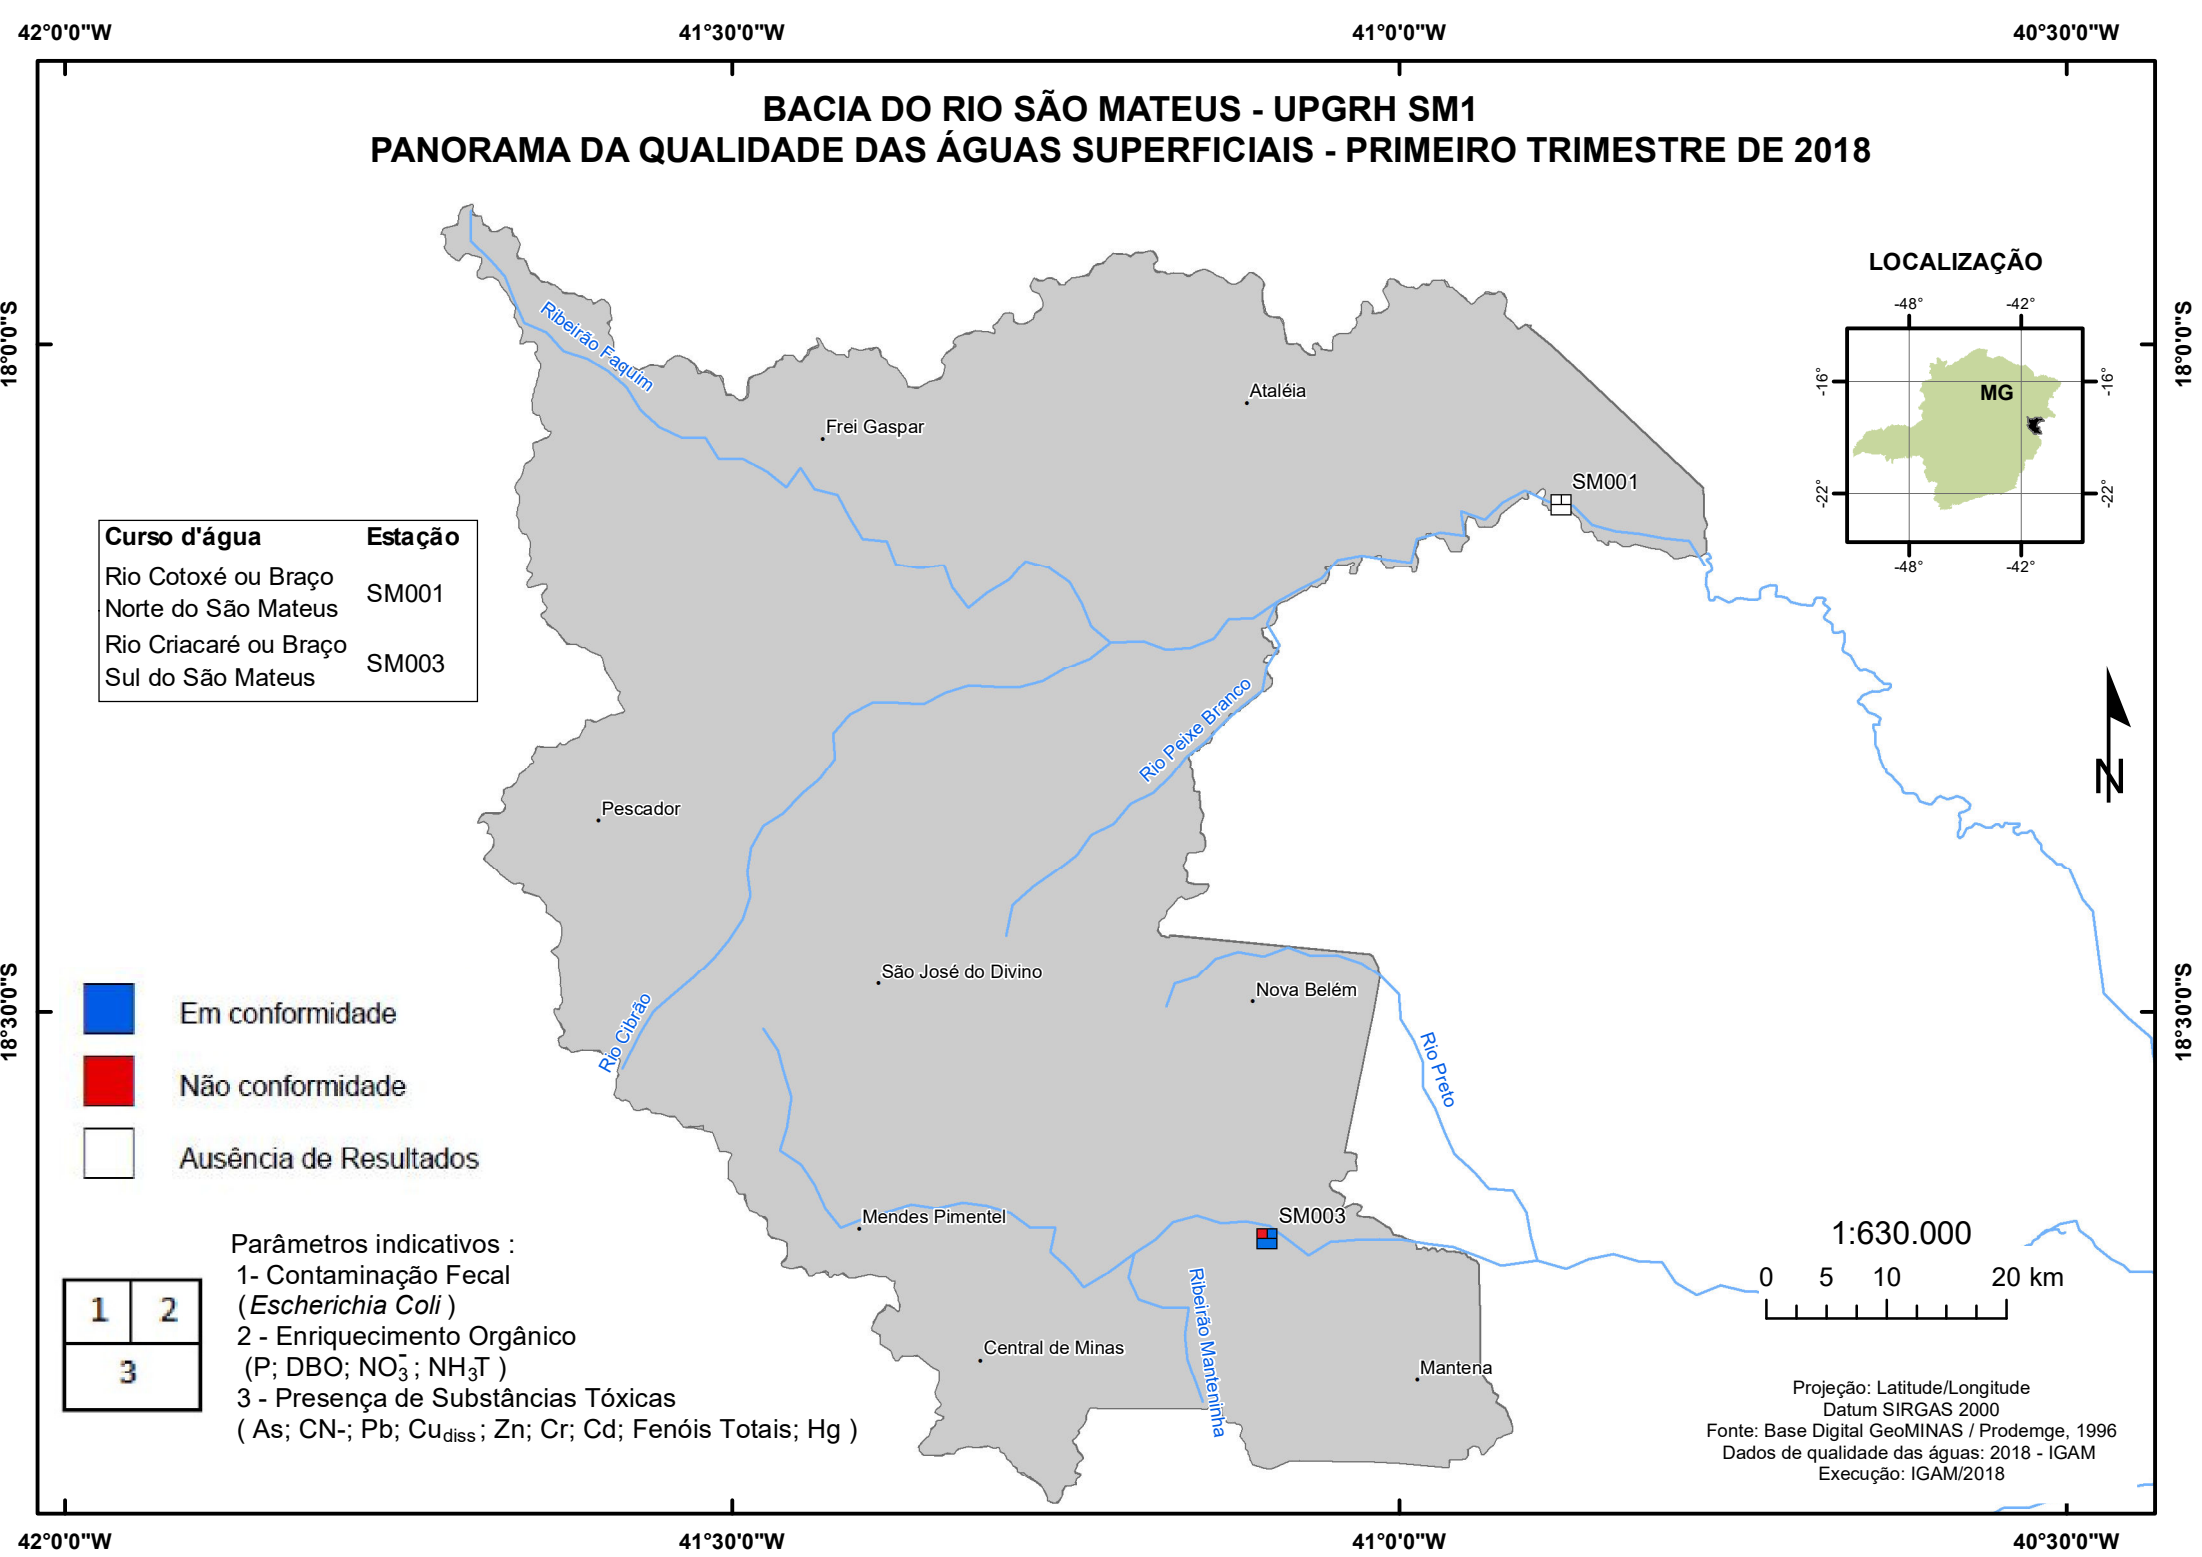 42°0'0"W 41°30'0"W 41°0'0"W 40°30'0"W
BACIA DO RIO SÃO MATEUS - UPGRH SM1
PANORAMA DA QUALIDADE DAS ÁGUAS SUPERFICIAIS - PRIMEIRO TRIMESTRE DE 2018
18°0'0"S
18°0'0"S
LOCALIZAÇÃO
-48° -42°
-16° -16°
MG
-22° -22°
-48° -42°
Ribeirão Faquim
Ataléia
Frei Gaspar
SM001
Curso d'água Estação
Rio Cotoxé ou Braço
Norte do São Mateus
SM001
Rio Criacaré ou Braço
Sul do São Mateus
SM003
Rio Peixe Branco
N
Pescador
São José do Divino
Nova Belém
18°30'0"S
18°30'0"S
Rio Cibrão
Rio Preto
Em conformidade
Não conformidade
Ausência de Resultados
Mendes Pimentel
SM003
Ribeirão Manteninha
Central de Minas
Mantena
1:630.000
0 5 10 20 km
1 2
3
Parâmetros indicativos :
1- Contaminação Fecal
(Escherichia Coli )
2 - Enriquecimento Orgânico
(P; DBO; NO₃⁻; NH₃T )
3 - Presença de Substâncias Tóxicas
( As; CN-; Pb; Cudiss; Zn; Cr; Cd; Fenóis Totais; Hg )
Projeção: Latitude/Longitude
Datum SIRGAS 2000
Fonte: Base Digital GeoMINAS / Prodemge, 1996
Dados de qualidade das águas: 2018 - IGAM
Execução: IGAM/2018
42°0'0"W 41°30'0"W 41°0'0"W 40°30'0"W